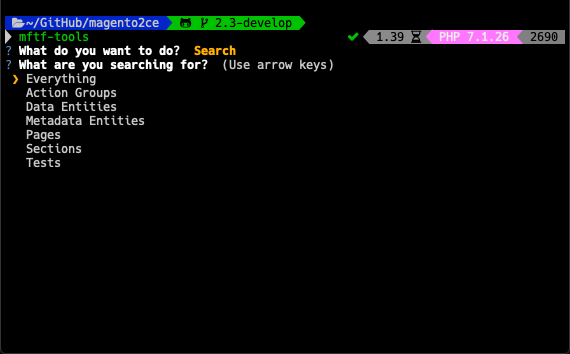 ~/GitHub/magento2ce 2.3-develop
mftf-tools 1.39 PHP 7.1.26 2690
? What do you want to do? Search
? What are you searching for? (Use arrow keys)
❯ Everything
Action Groups
Data Entities
Metadata Entities
Pages
Sections
Tests